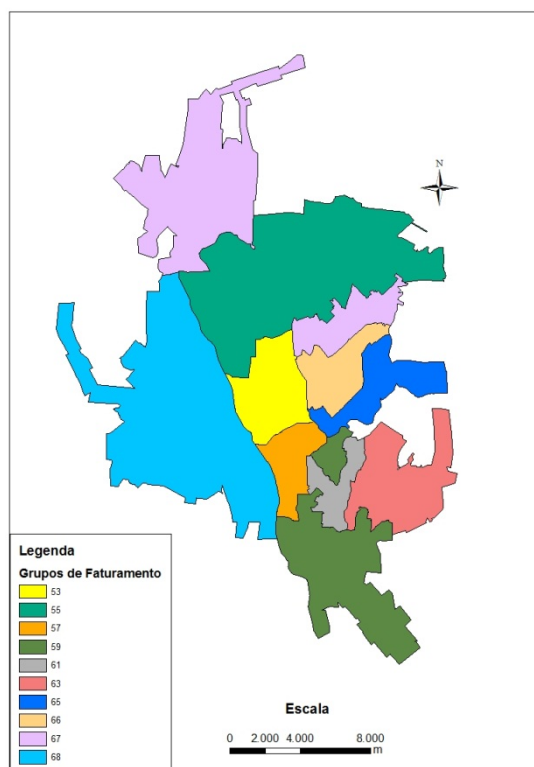 N
Legenda
Grupos de Faturamento
53
55
57
59
61
63
65
66
67
68
Escala
0 2.000 4.000 8.000
m